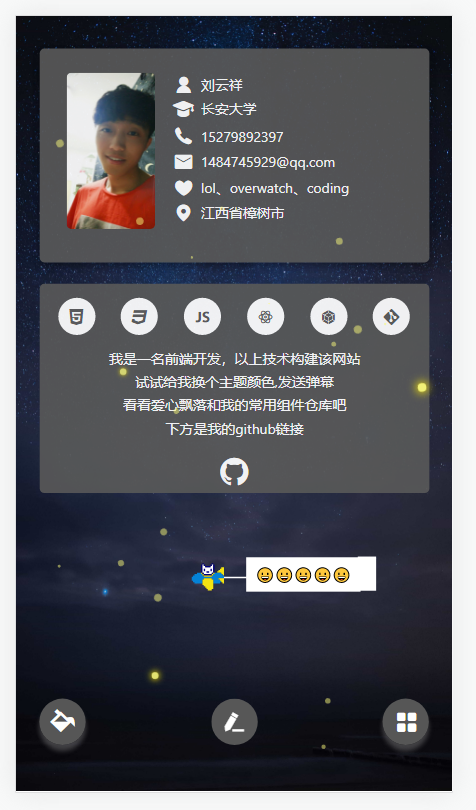 刘云祥
长安大学
15279892397
1484745929@qq.com
lol、overwatch、coding
江西省樟树市
5 3 JS
我是一名前端开发，以上技术构建该网站
试试给我换个主题颜色,发送弹幕
看看爱心飘落和我的常用组件仓库吧
下方是我的github链接
😀😀😀😀😀